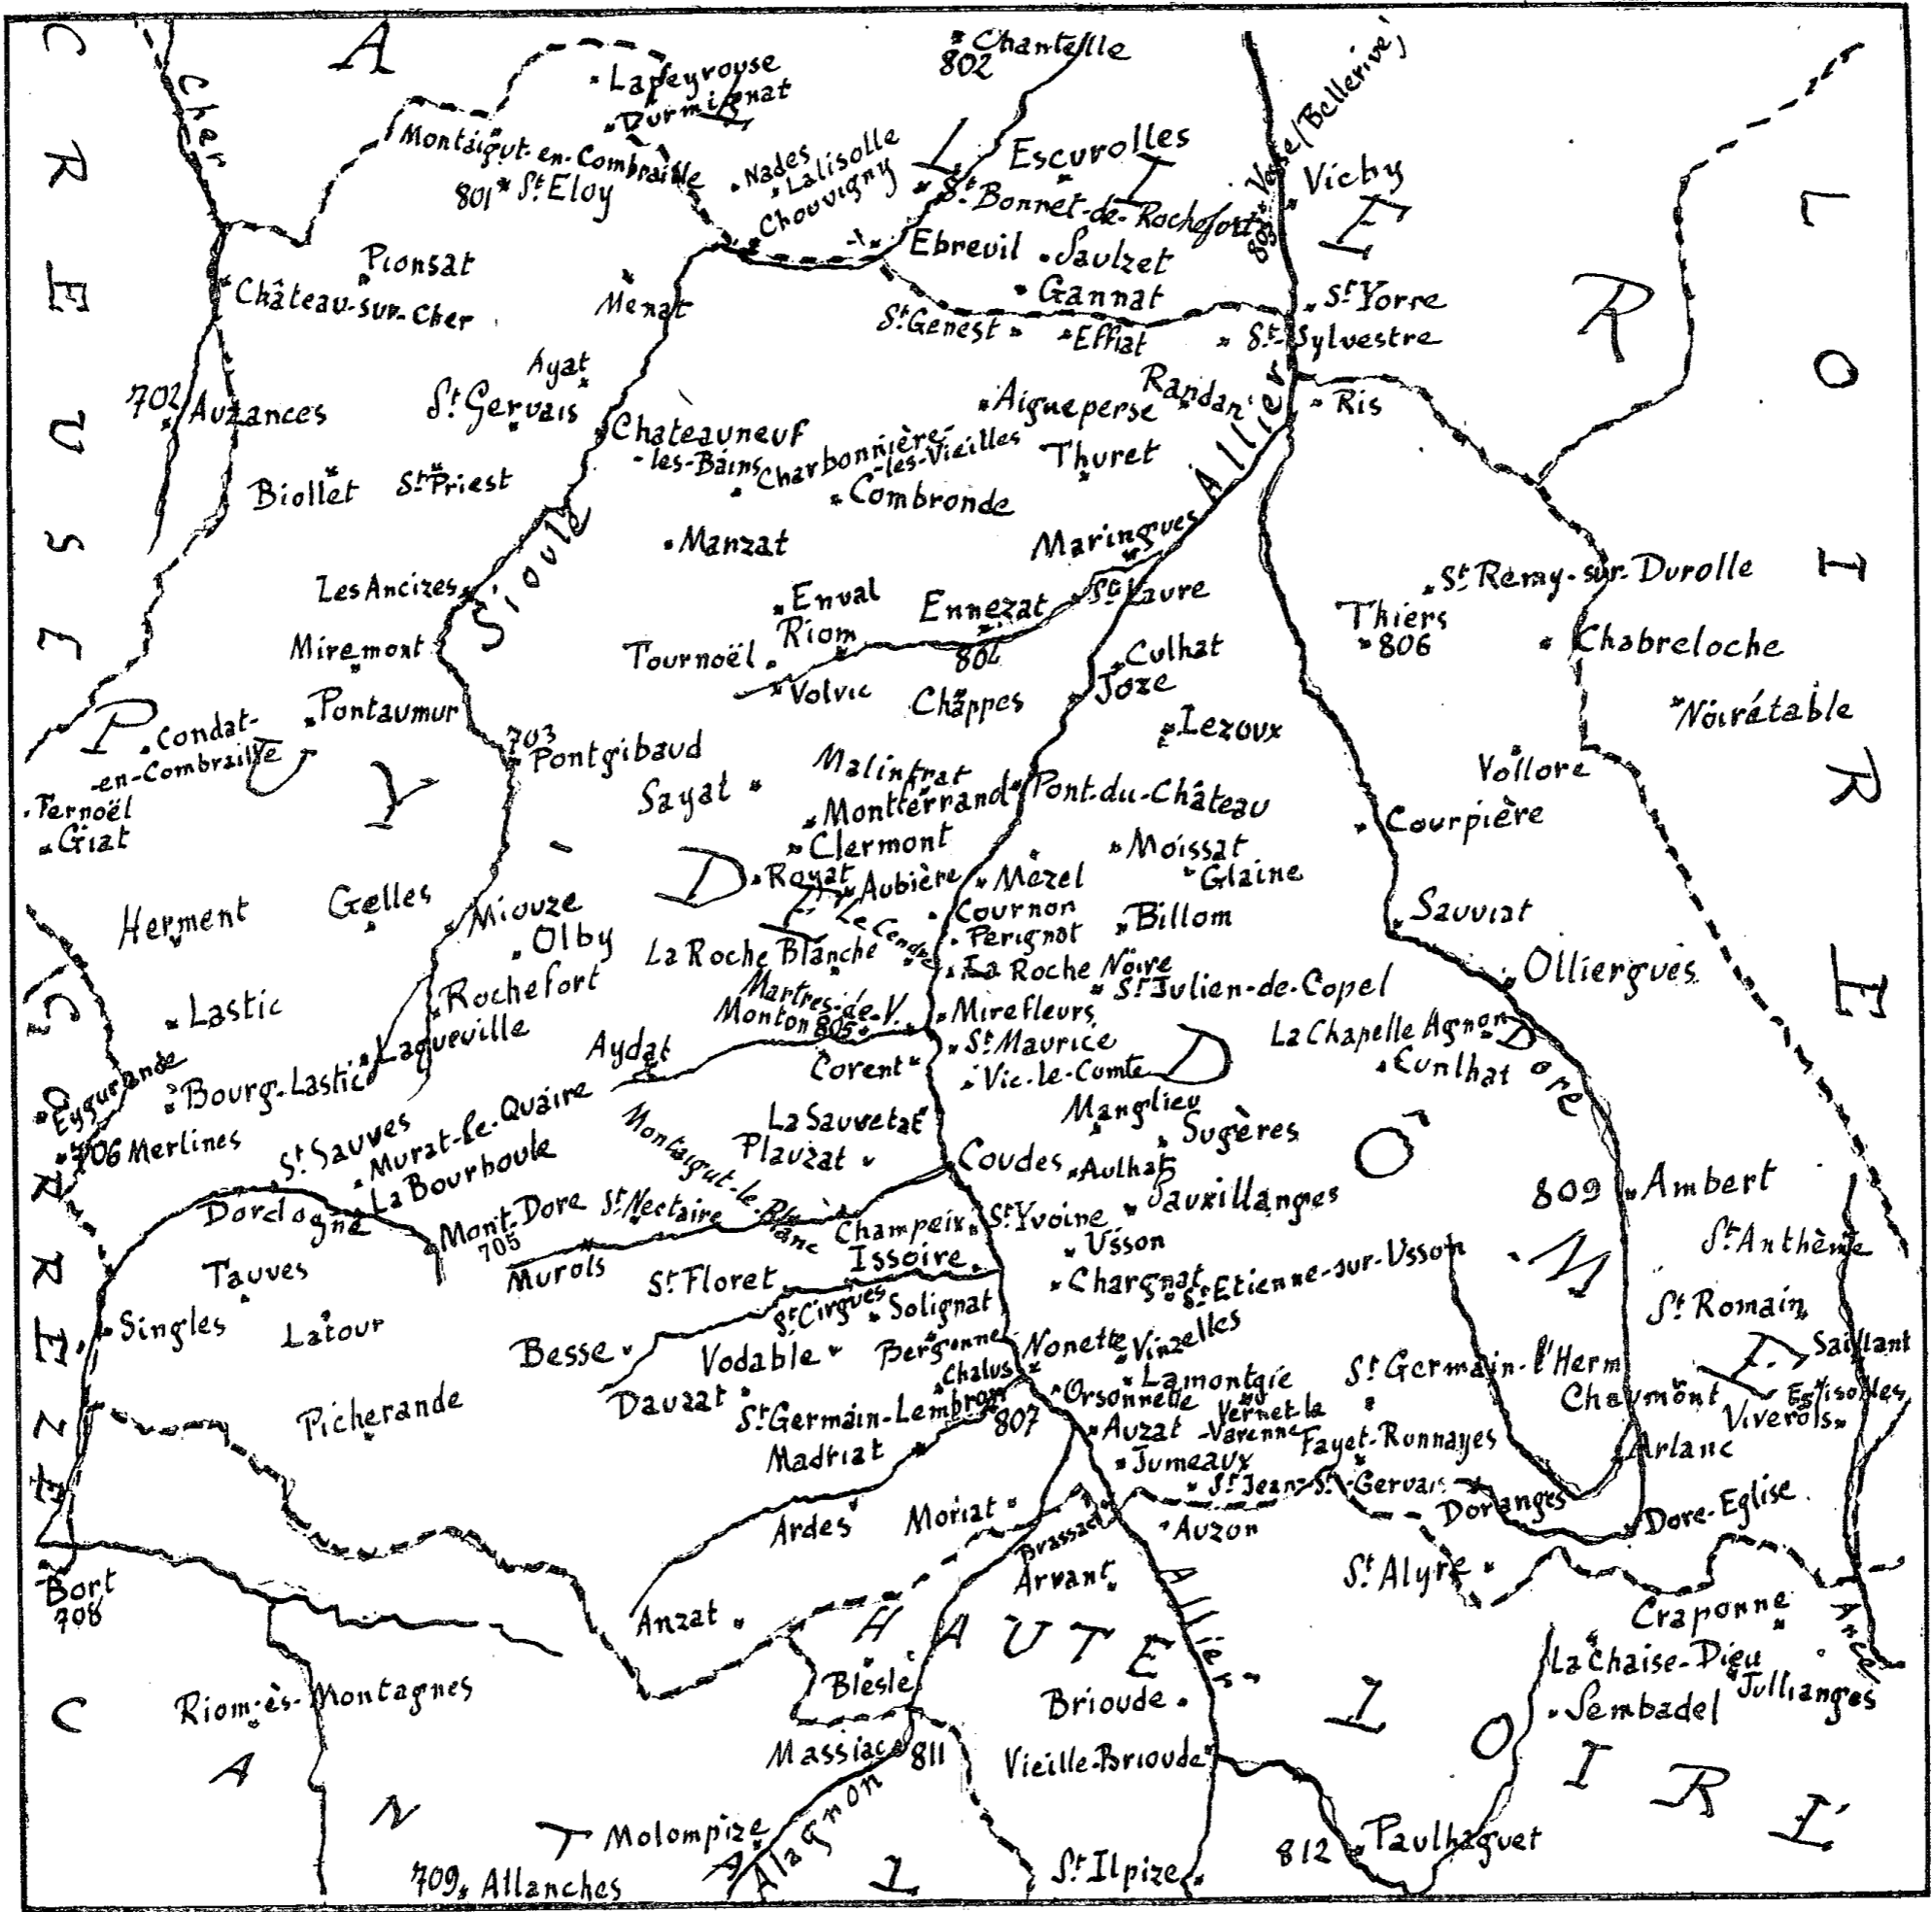 CREUSE
CORRÈZE
ALLIER
LOIRE
PUY-DE-DÔME
HAUTE LOIRE
CANTAL
Cher
Chantelle
802
Lapeyrouse
Durmignat
Montaigut-en-Combraille
801 St Eloy
Nades
Lalisolle
Chouvigny
Escurolles
St Bonnet-de-Rochefort
803
Vichy
Ebreuil
Saulzet
Gannat
St Yorre
Pionsat
Château-sur-Cher
Menat
St Genest
Effiat
St-Sylvestre
Ayat
702
Auzances
St Gervais
Chateauneuf
-les-Bains
Charbonnières-
-les-Vieilles
Aigueperse
Randan
Allier
Ris
Thuret
Biollet
St Priest
Combronde
Manzat
Sioule
Maringues
Les Ancizes
Enval
Ennezat
St Laure
St Remy-sur-Durolle
Miremont
Tournoël
Riom
804
Thiers
806
Chabreloche
Volvic
Culhat
Joze
Chappes
Noirétable
Condat-
-en-Combraille
Pontaumur
703
Pontgibaud
Lezoux
Vollore
Fernoël
Giat
Sayat
Malintrat
Montferrand
Pont-du-Château
Clermont
Courpière
Moissat
Royat
Aubière
Mezel
Glaine
Herment
Gelles
Miouze
Le Cendre
Cournon
Perignat
Billom
Sauviat
Olby
La Roche Blanche
La Roche Noire
Olliergues
Lastic
Rochefort
Martres-de-V.
Monton 805
Mirefleurs
St Julien-de-Copel
Laqueuille
Aydat
Corent
St Maurice
La Chapelle Agnon
Vic-le-Comte
Cunlhat
Dore
Eygurande
Bourg-Lastic
706 Merlines
St Sauves
Murat-le-Quaire
La Bourboule
Montaigut-le-Blanc
La Sauvetat
Plauzat
Manglieu
Sugères
Coudes
Aulhat
Dordogne
Mont-Dore
705
St Nectaire
Champeix
St Yvoine
Sauxillanges
809
Ambert
Murols
Issoire
Usson
St Anthème
Tauves
St Floret
Chargnat
St Etienne-sur-Usson
Singles
Latour
St Cirgues
Solignat
St Romain
Besse
Vodable
Bergonne
Nonette
Vinzelles
Saillant
Chalus
Lamontgie
St Germain-l'Herm
Picherande
Dauzat
St Germain-Lembron
807
Orsonnette
Vernet-la
-Varenne
Chaumont
Eglisolles
Viverols
Madriat
Auzat
Jumeaux
Fayet-Ronnayes
Arlanc
St Jean-St-Gervais
Ardes
Moriat
Brassac
Auzon
Doranges
Dore-Eglise
Bort
708
Arvant
Allier
St Alyre
Anzat
Craponne
Ance
Blesle
La Chaise-Dieu
Jullianges
Riom-ès-Montagnes
Brioude
Sembadel
Massiac
811
Vieille-Brioude
Molompize
Alagnon
812
Paulhaguet
709
Allanches
St Ilpize